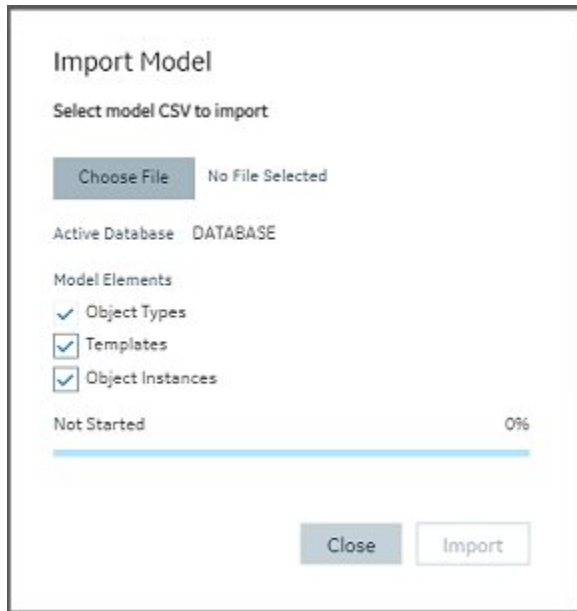 Import Model
Select model CSV to import
Choose File No File Selected
Active Database DATABASE
Model Elements
Object Types
Templates
Object Instances
Not Started 0%
Close Import